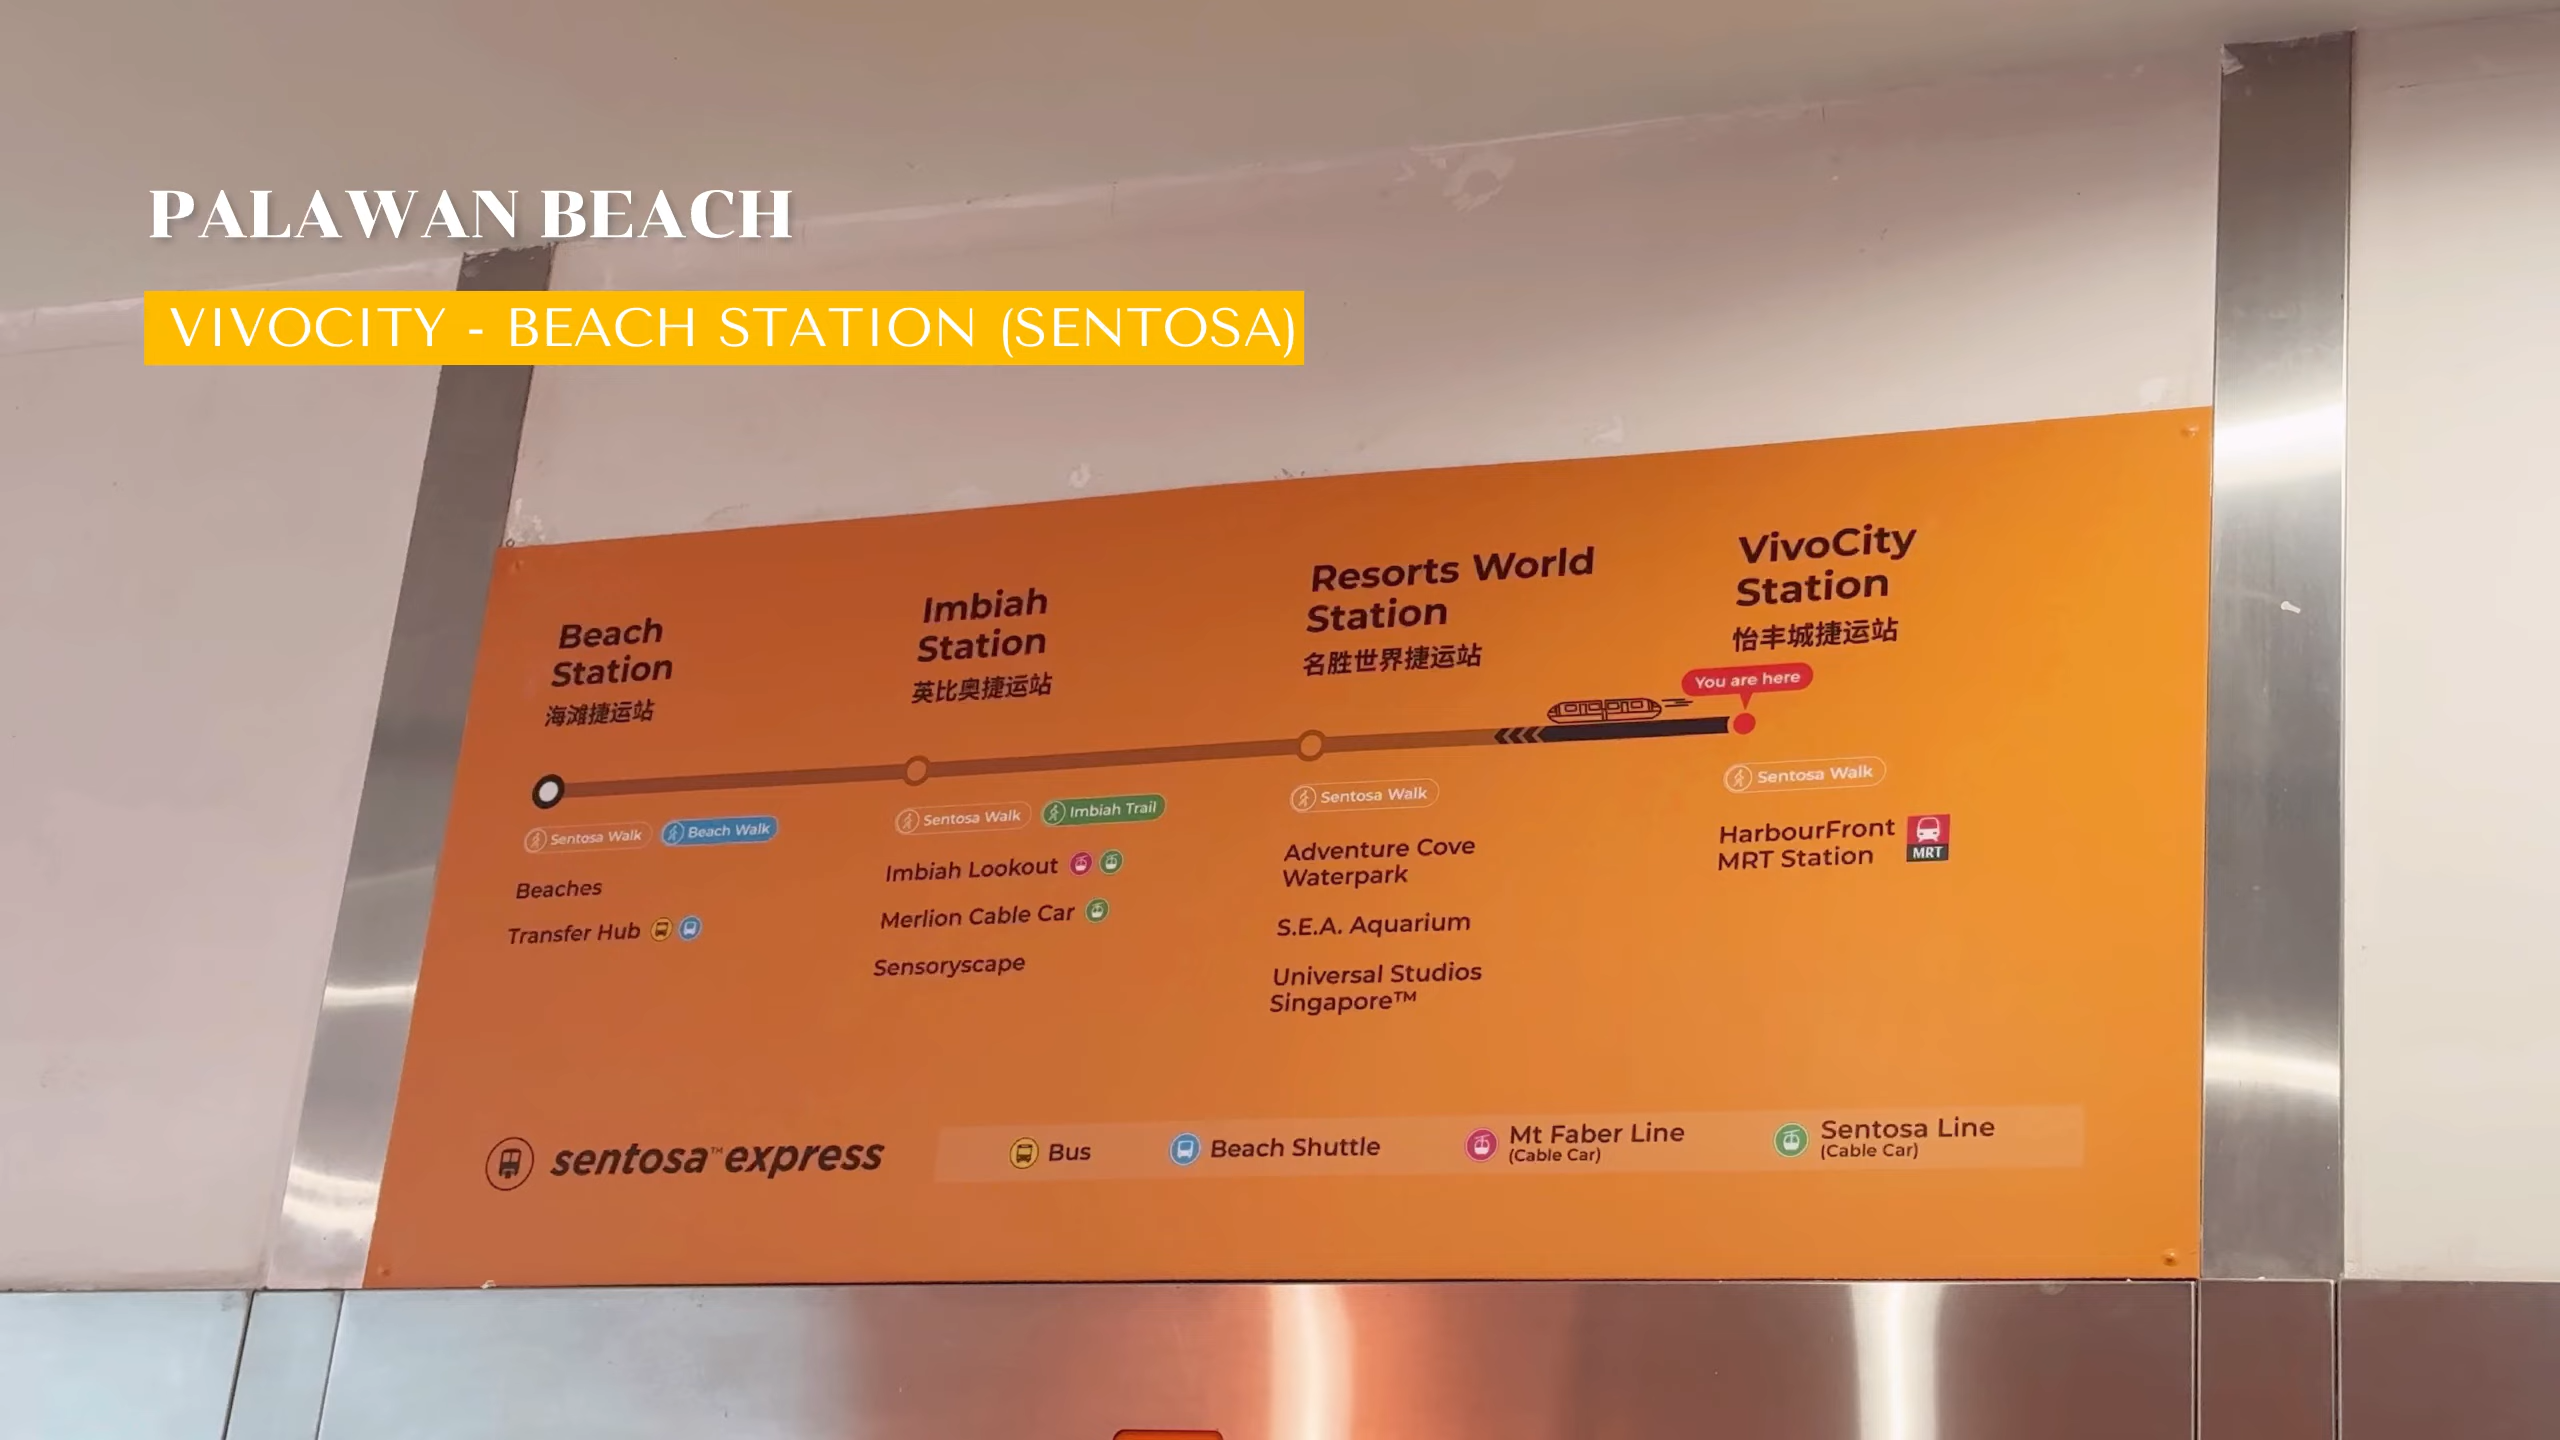 PALAWAN BEACH
VIVOCITY - BEACH STATION (SENTOSA)
Beach
Station
海滩捷运站
Imbiah
Station
英比奥捷运站
Resorts World
Station
名胜世界捷运站
VivoCity
Station
怡丰城捷运站
You are here
Sentosa Walk
Beach Walk
Beaches
Transfer Hub
Sentosa Walk
Imbiah Trail
Imbiah Lookout
Merlion Cable Car
Sensoryscape
Sentosa Walk
Adventure Cove
Waterpark
S.E.A. Aquarium
Universal Studios
Singapore™
Sentosa Walk
HarbourFront
MRT Station
MRT
sentosa™express
Bus
Beach Shuttle
Mt Faber Line
(Cable Car)
Sentosa Line
(Cable Car)